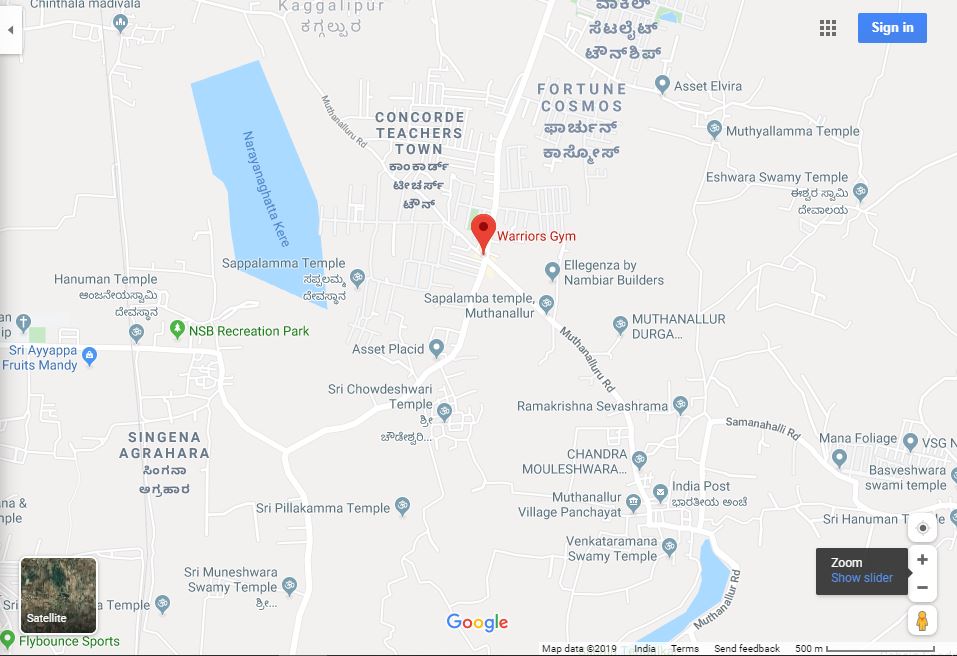 Chinthala madivala
Kaggalipur
ಕಗ್ಗಲ್ಪುರ
ವಾಕಿಲ್
ಸೆಟಲೈಟ್
ಟೌನ್‌ಶಿಪ್
Sign in
Asset Elvira
FORTUNE
COSMOS
ಫಾರ್ಚುನ್
ಕಾಸ್ಮೋಸ್
Muthanalluru Rd
CONCORDE
TEACHERS
TOWN
ಕಾಂಕಾರ್ಡ್
ಟೀಚರ್ಸ್
ಟೌನ್
Muthyallamma Temple
Narayanaghatta Kere
Eshwara Swamy Temple
ಈಶ್ವರ ಸ್ವಾಮಿ
ದೇವಾಲಯ
Warriors Gym
Sappalamma Temple
ಸಪ್ಪಲಮ್ಮ
ದೇವಸ್ಥಾನ
Ellegenza by
Nambiar Builders
Hanuman Temple
ಆಂಜನೇಯಸ್ವಾಮಿ
ದೇವಸ್ಥಾನ
Sapalamba temple,
Muthanallur
an
ip
NSB Recreation Park
MUTHANALLUR
DURGA...
Sri Ayyappa
Fruits Mandy
Asset Placid
Muthanalluru Rd
Sri Chowdeshwari
Temple
ಶ್ರೀ
ಚೌಡೇಶ್ವರಿ...
Ramakrishna Sevashrama
Samanahalli Rd
SINGENA
AGRAHARA
ಸಿಂಗನಾ
ಅಗ್ರಹಾರ
Mana Foliage
VSG N
CHANDRA
MOULESHWARA...
Basveshwara
swami temple
India Post
ಭಾರತೀಯ ಅಂಚೆ
na &
mple
Sri Pillakamma Temple
Muthanallur
Village Panchayat
Sri Hanuman T
Venkataramana
Swamy Temple
Zoom
Show slider
Sri Muneshwara
Swamy Temple
ಶ್ರೀ...
Muthanallur Rd
Sri
a Temple
Satellite
Google
Flybounce Sports
Map data ©2019 India Terms Send feedback 500 m